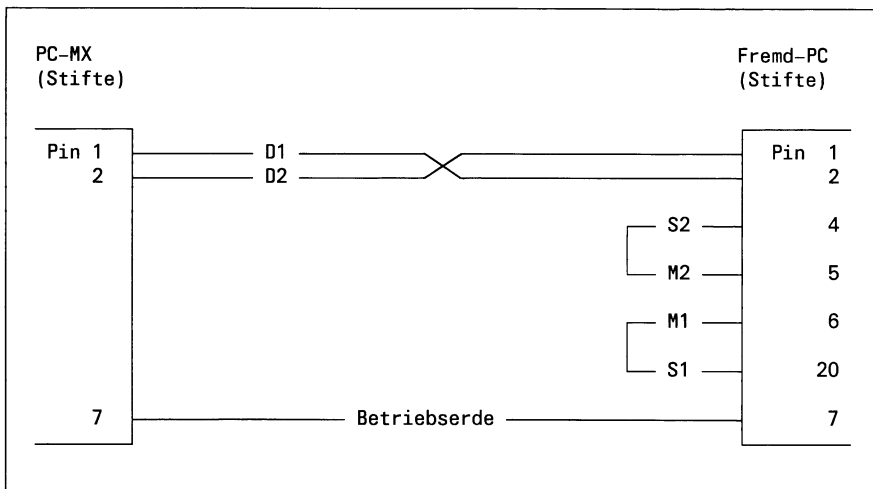 PC–MX
(Stifte)
Fremd–PC
(Stifte)
Pin 1 D1 Pin 1
2 D2 2
S2 4
M2 5
M1 6
S1 20
7 Betriebserde 7